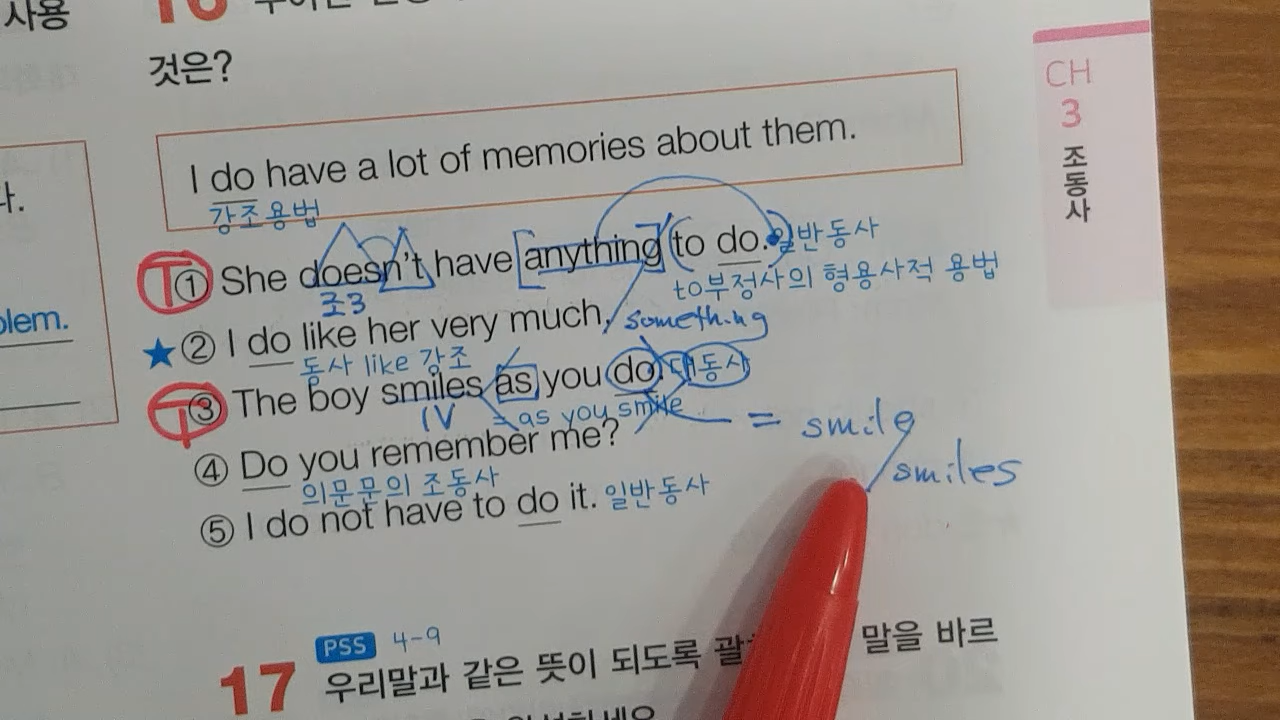 사용
16
것은?
CH
3
조동사
I do have a lot of memories about them.
강조용법
다.
① She doesn't have anything to do. 일반동사
조3
to부정사의 형용사적 용법
olem.
② I do like her very much, / something
★
동사 like 강조
③ The boy smiles as you do. 대동사
IV = as you smile
= smile / smiles
④ Do you remember me?
의문문의 조동사
⑤ I do not have to do it. 일반동사
PSS 4-9
17 우리말과 같은 뜻이 되도록 괄 말을 바르